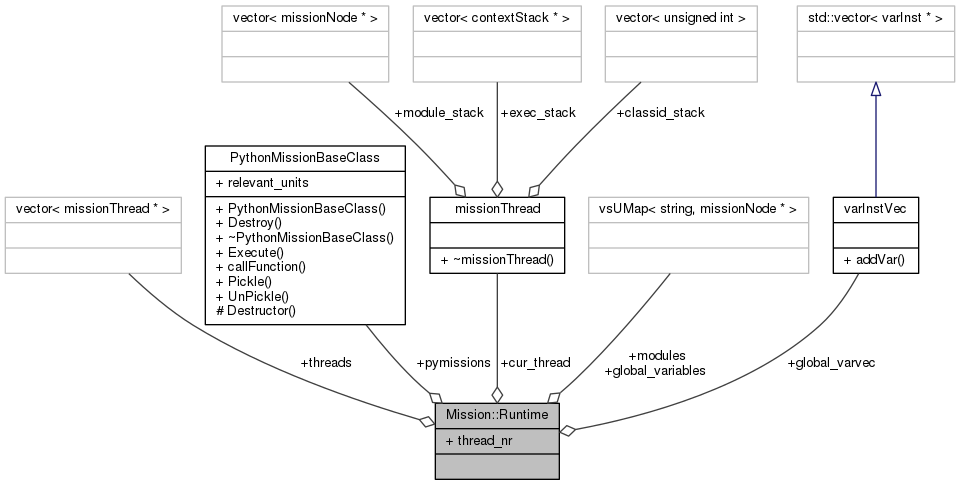 vector< missionNode * >
vector< contextStack * >
vector< unsigned int >
std::vector< varInst * >
+module_stack
+exec_stack
+classid_stack
PythonMissionBaseClass
+ relevant_units
+ PythonMissionBaseClass()
+ Destroy()
+ ~PythonMissionBaseClass()
+ Execute()
+ callFunction()
+ Pickle()
+ UnPickle()
# Destructor()
vector< missionThread * >
missionThread
+ ~missionThread()
vsUMap< string, missionNode * >
varInstVec
+ addVar()
+threads
+pymissions
+cur_thread
+modules
+global_variables
+global_varvec
Mission::Runtime
+ thread_nr